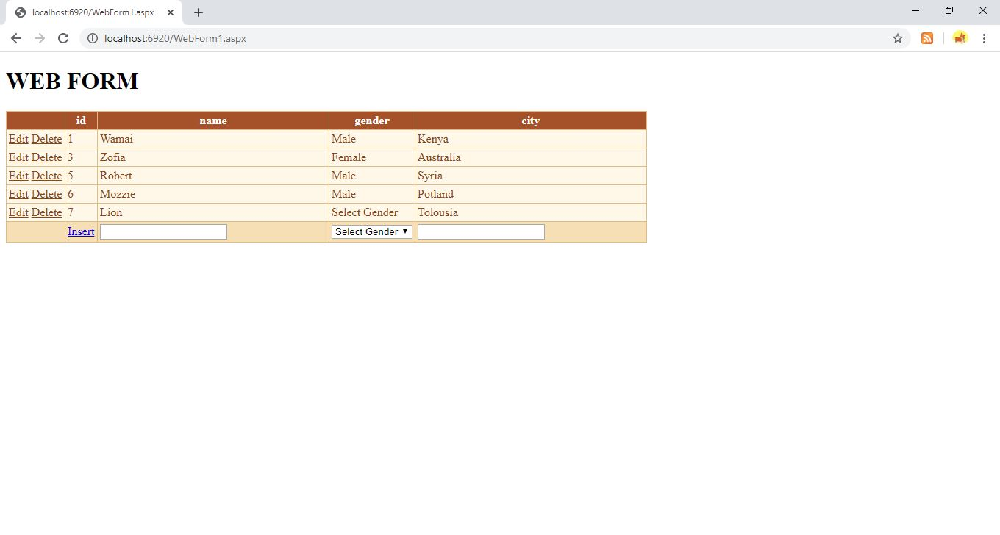 localhost:6920/WebForm1.aspx
localhost:6920/WebForm1.aspx
WEB FORM
id name gender city
Edit Delete 1 Wamai Male Kenya
Edit Delete 3 Zofia Female Australia
Edit Delete 5 Robert Male Syria
Edit Delete 6 Mozzie Male Potland
Edit Delete 7 Lion Select Gender Tolousia
Insert Select Gender